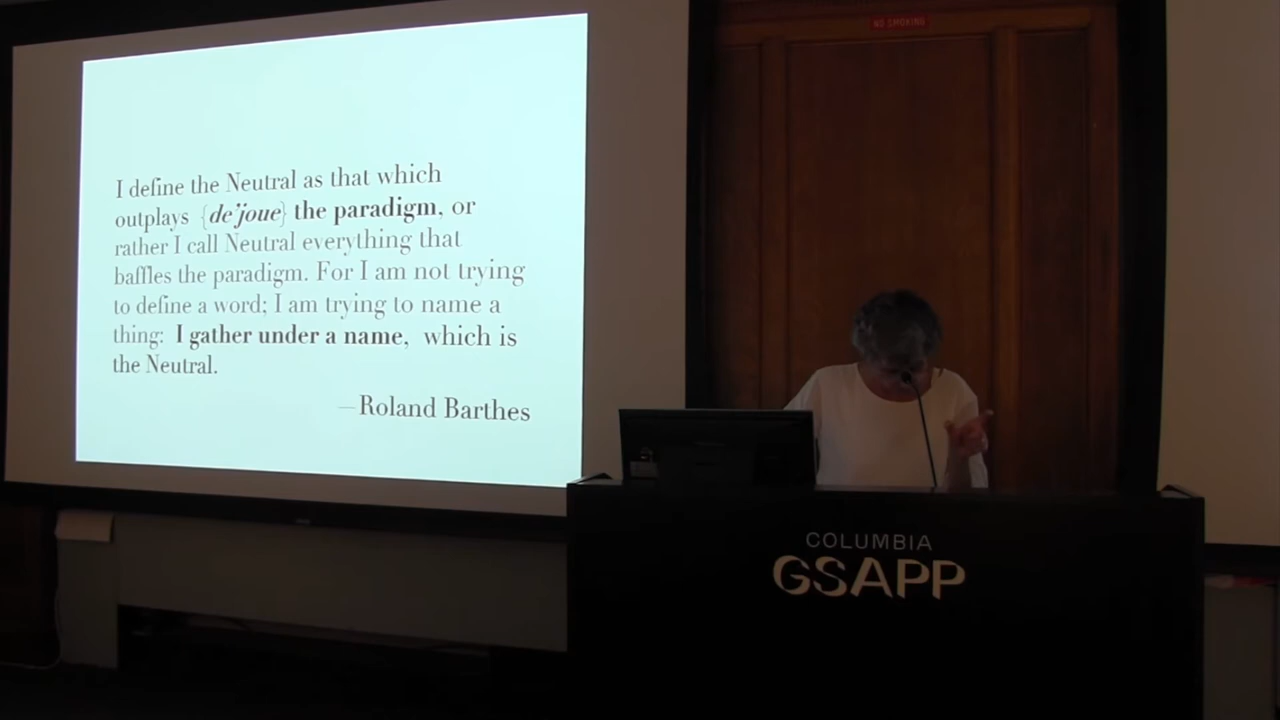 NO SMOKING
I define the Neutral as that which
outplays {de'joue} the paradigm, or
rather I call Neutral everything that
baffles the paradigm. For I am not trying
to define a word; I am trying to name a
thing: I gather under a name, which is
the Neutral.
—Roland Barthes
COLUMBIA
GSAPP